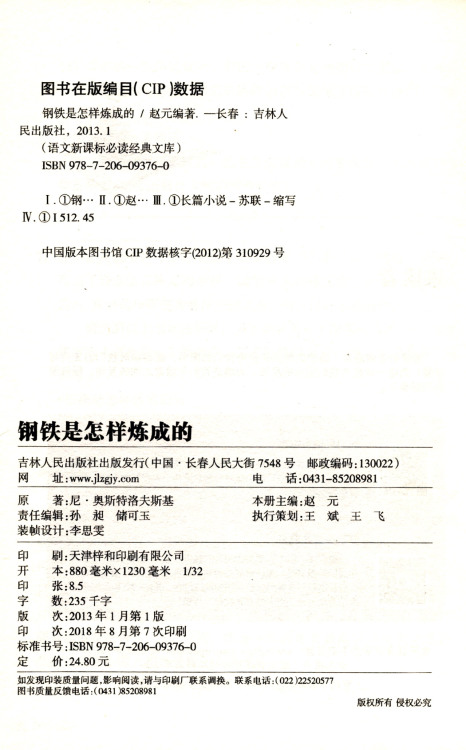 图书在版编目(CIP)数据
钢铁是怎样炼成的 / 赵元编著. —长春 : 吉林人
民出版社, 2013.1
(语文新课标必读经典文库)
ISBN 978-7-206-09376-0
Ⅰ.①钢… Ⅱ.①赵… Ⅲ.①长篇小说－苏联－缩写
Ⅳ.①I512.45
中国版本图书馆 CIP 数据核字(2012)第 310929 号
钢铁是怎样炼成的
吉林人民出版社出版发行(中国·长春人民大街 7548 号 邮政编码:130022)
网 址:www.jlzgjy.com 电 话:0431-85208981
原 著:尼·奥斯特洛夫斯基 本册主编:赵 元
责任编辑:孙 昶 储可玉 执行策划:王 斌 王 飞
装帧设计:李思雯
印 刷:天津梓和印刷有限公司
开 本:880 毫米×1230 毫米 1/32
印 张:8.5
字 数:235 千字
版 次:2013 年 1 月第 1 版
印 次:2018 年 8 月第 7 次印刷
标准书号:ISBN 978-7-206-09376-0
定 价:24.80 元
如发现印装质量问题,影响阅读,请与印刷厂联系调换。联系电话:(022)22520577
图书质量反馈电话:(0431)85208981
版权所有 侵权必究